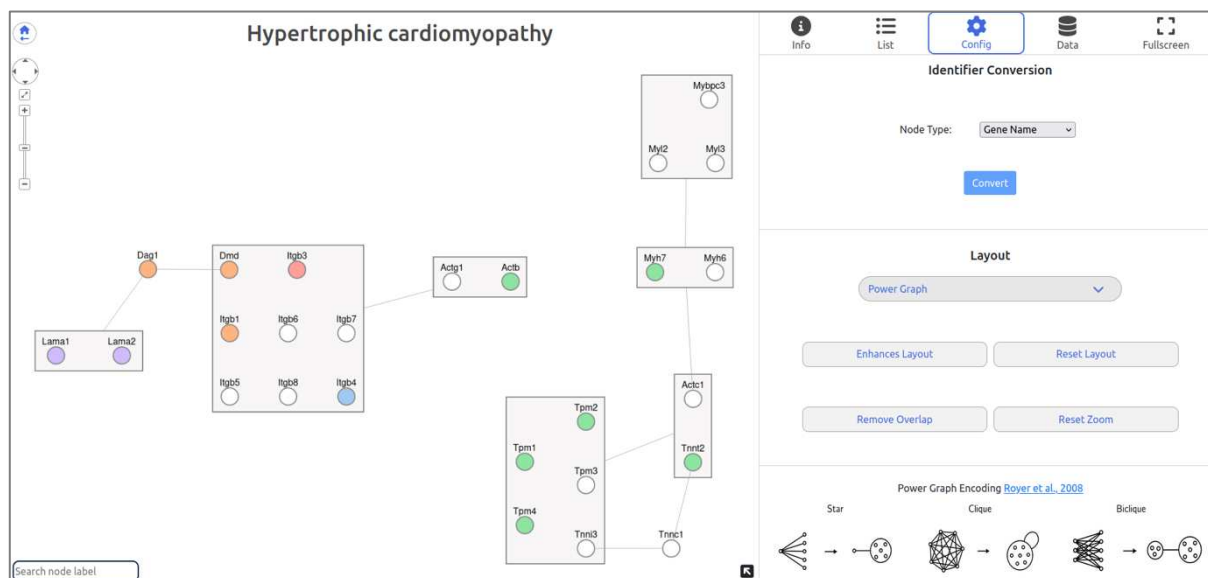 Hypertrophic cardiomyopathy
Mybpc3
Myl2 Myl3
Dag1 Dmd Itgb3
Actg1 Actb
Myh7 Myh6
Itgb1 Itgb6 Itgb7
Lama1 Lama2
Itgb5 Itgb8 Itgb4
Actc1
Tpm2
Tpm1 Tnnt2
Tpm3
Tpm4
Tnni3 Tnnc1
Search node label
Info List Config Data Fullscreen
Identifier Conversion
Node Type: Gene Name
Convert
Layout
Power Graph
Enhances Layout Reset Layout
Remove Overlap Reset Zoom
Power Graph Encoding Royer et al., 2008
Star Clique Biclique